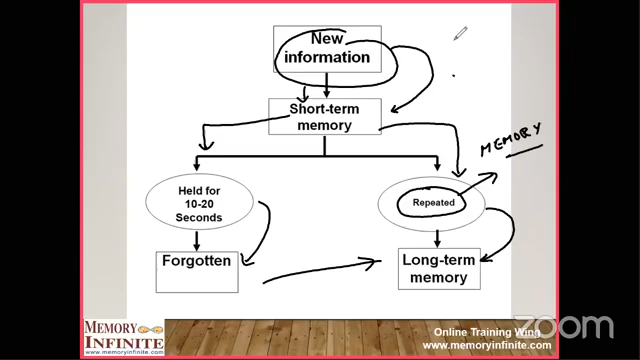 New
information
Short-term
memory
MEMORY
Held for
10-20
Seconds
Repeated
Forgotten
Long-term
memory
zoom
MEMORY
INFINITE
www.memoryinfinite.com
Online Training Wing
www.memoryinfinite.com